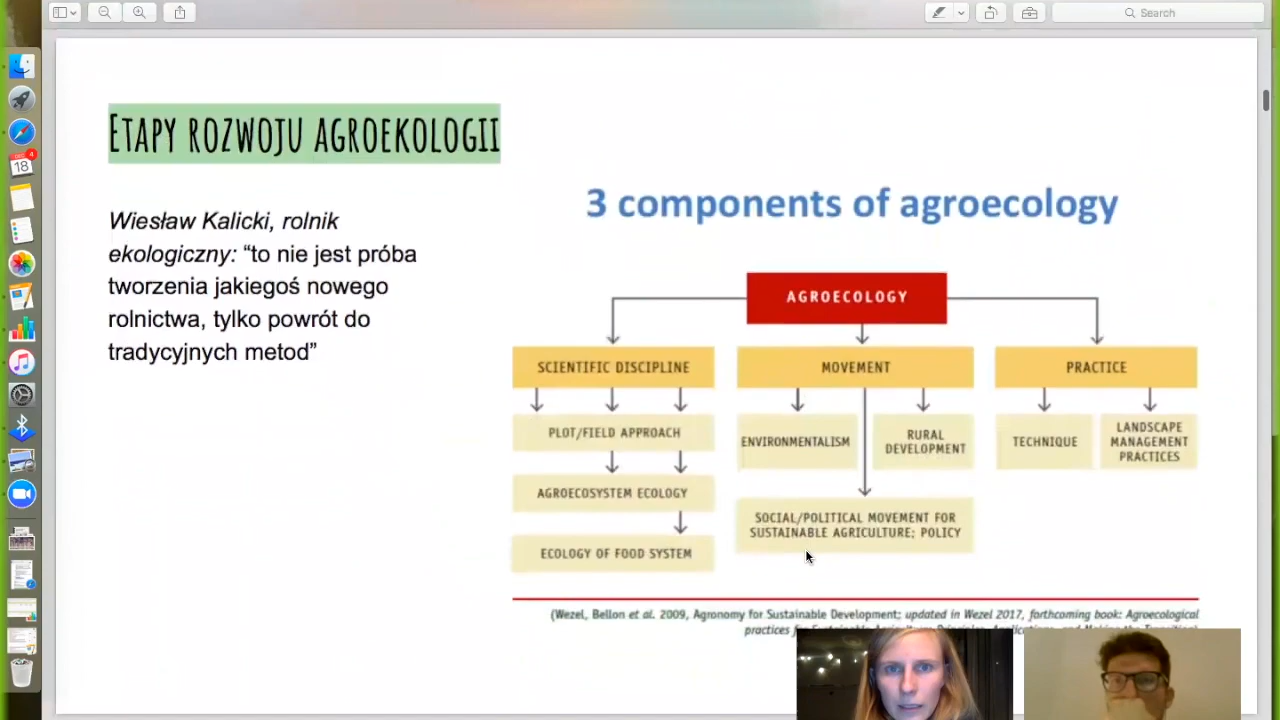 Search
ETAPY ROZWOJU AGROEKOLOGII
Wiesław Kalicki, rolnik
ekologiczny: “to nie jest próba
tworzenia jakiegoś nowego
rolnictwa, tylko powrót do
tradycyjnych metod”
3 components of agroecology
AGROECOLOGY
SCIENTIFIC DISCIPLINE
MOVEMENT
PRACTICE
PLOT/FIELD APPROACH
ENVIRONMENTALISM
RURAL
DEVELOPMENT
TECHNIQUE
LANDSCAPE
MANAGEMENT
PRACTICES
AGROECOSYSTEM ECOLOGY
SOCIAL/POLITICAL MOVEMENT FOR
SUSTAINABLE AGRICULTURE; POLICY
ECOLOGY OF FOOD SYSTEM
(Wezel, Bellon et al. 2009, Agronomy for Sustainable Development; updated in Wezel 2017, forthcoming book: Agroecological
practices
18
4